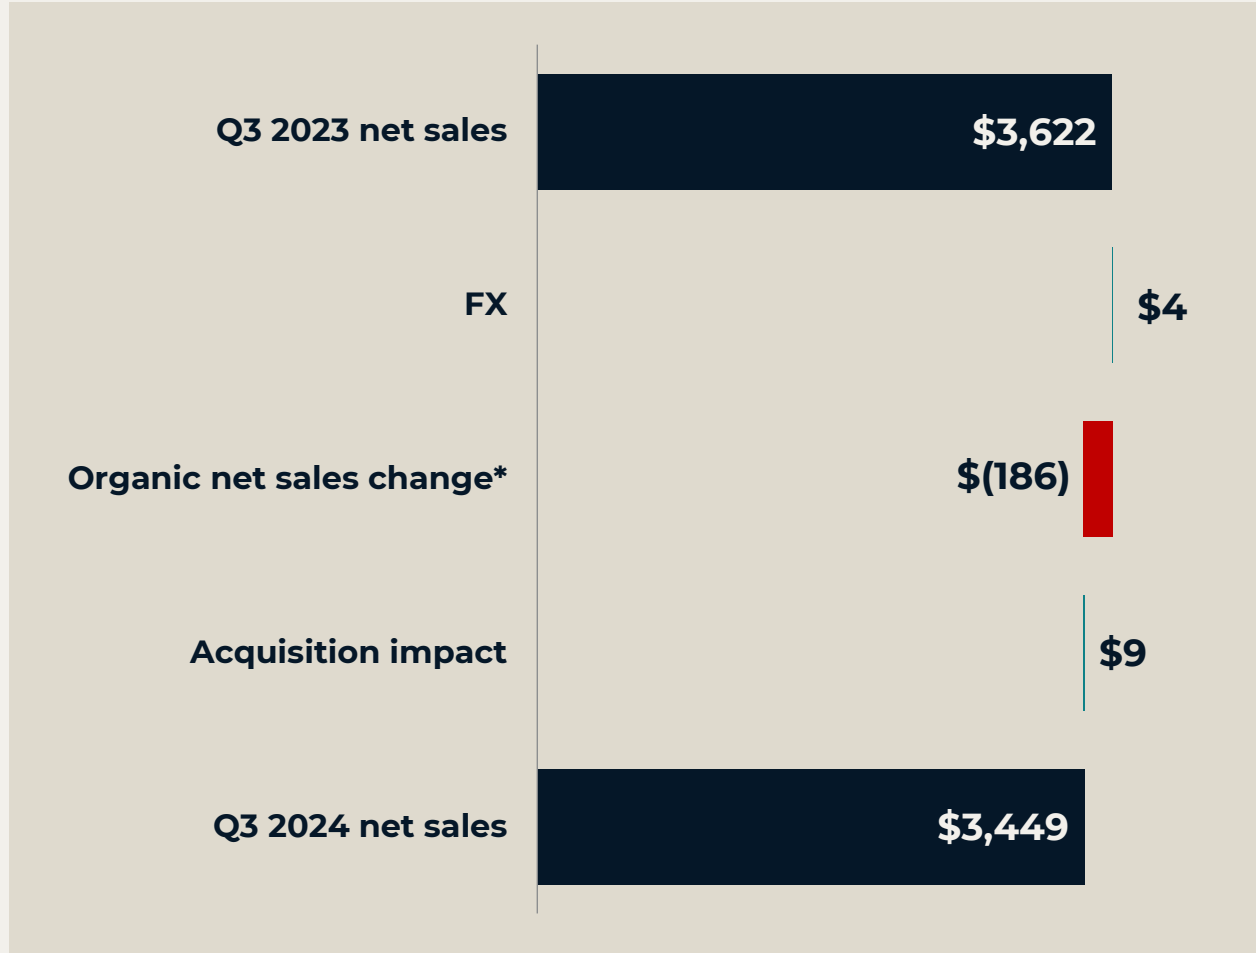 Q3 2023 net sales $3,622
FX $4
Organic net sales change* $(186)
Acquisition impact $9
Q3 2024 net sales $3,449